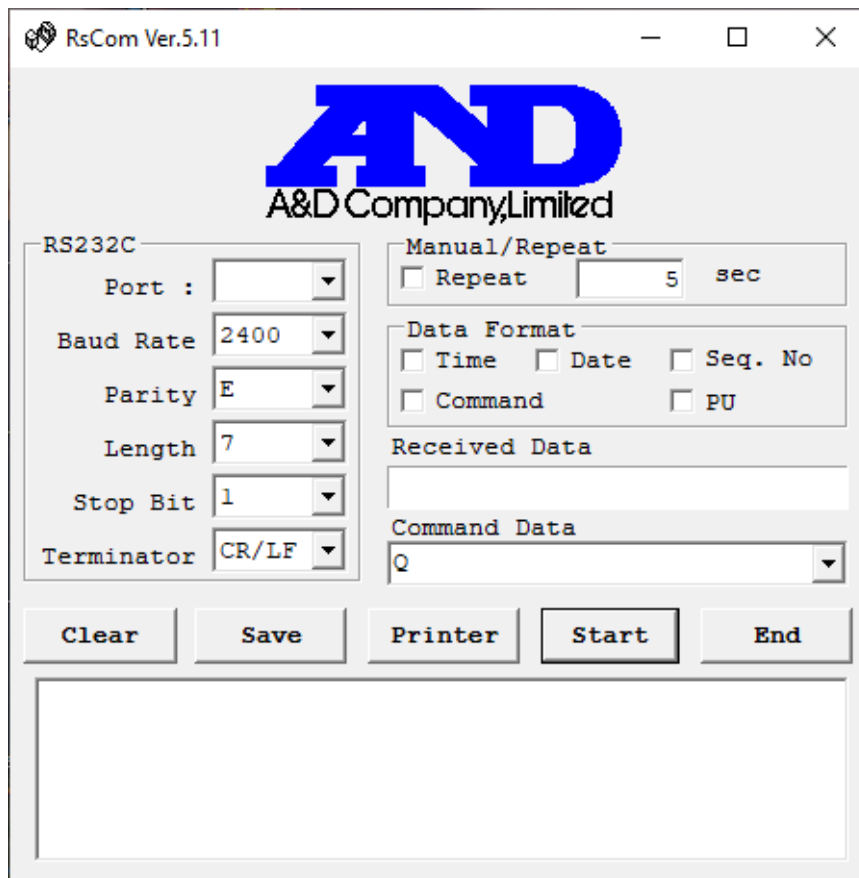 RsCom Ver.5.11
AND
A&D Company,Limited
RS232C
Port :
Baud Rate 2400
Parity E
Length 7
Stop Bit 1
Terminator CR/LF
Manual/Repeat
Repeat 5 sec
Data Format
Time Date Seq. No
Command PU
Received Data
Command Data
Q
Clear Save Printer Start End